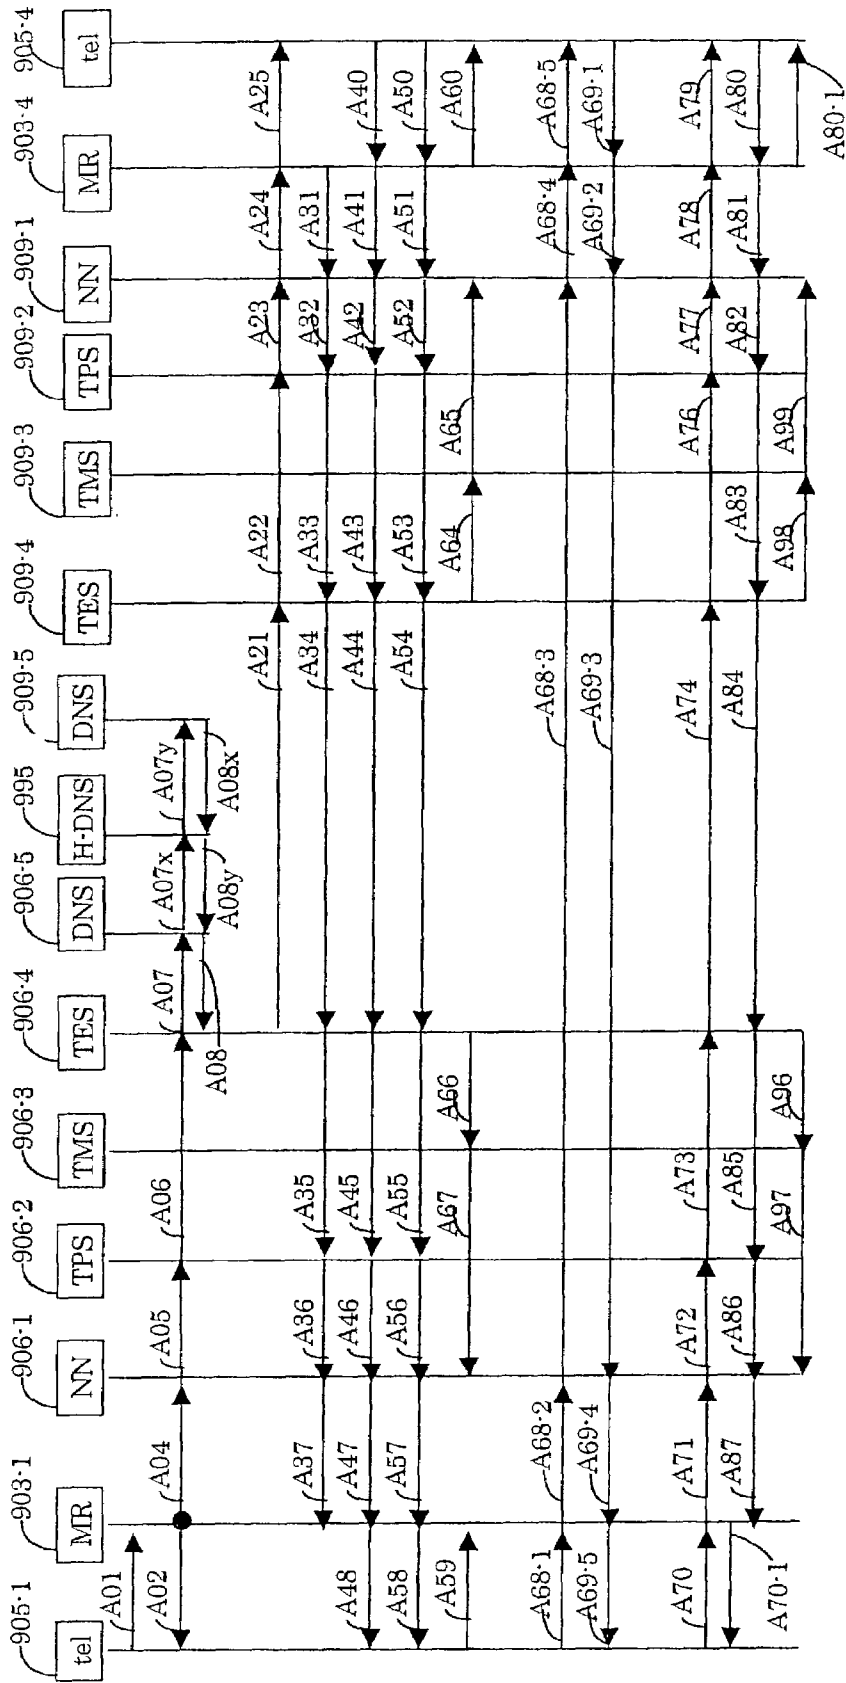 905·1
903·1
906·1
906·2
906·3
906·4
906·5
995
909·5
909·4
909·3
909·2
909·1
903·4
905·4
tel
MR
NN
TPS
TMS
TES
DNS
H-DNS
DNS
TES
TMS
TPS
NN
MR
tel
A01
A02
A04
A05
A06
A07
A07x
A07y
A08
A08y
A08x
A21
A22
A23
A24
A25
A37
A36
A35
A34
A33
A32
A31
A48
A47
A46
A45
A44
A43
A42
A41
A40
A58
A57
A56
A55
A54
A53
A52
A51
A50
A59
A67
A66
A64
A65
A60
A68·1
A68·2
A68·3
A68·4
A68·5
A69·5
A69·4
A69·3
A69·2
A69·1
A70
A71
A72
A73
A74
A76
A77
A78
A79
A70·1
A87
A86
A85
A84
A83
A82
A81
A80
A97
A96
A98
A99
A80·1